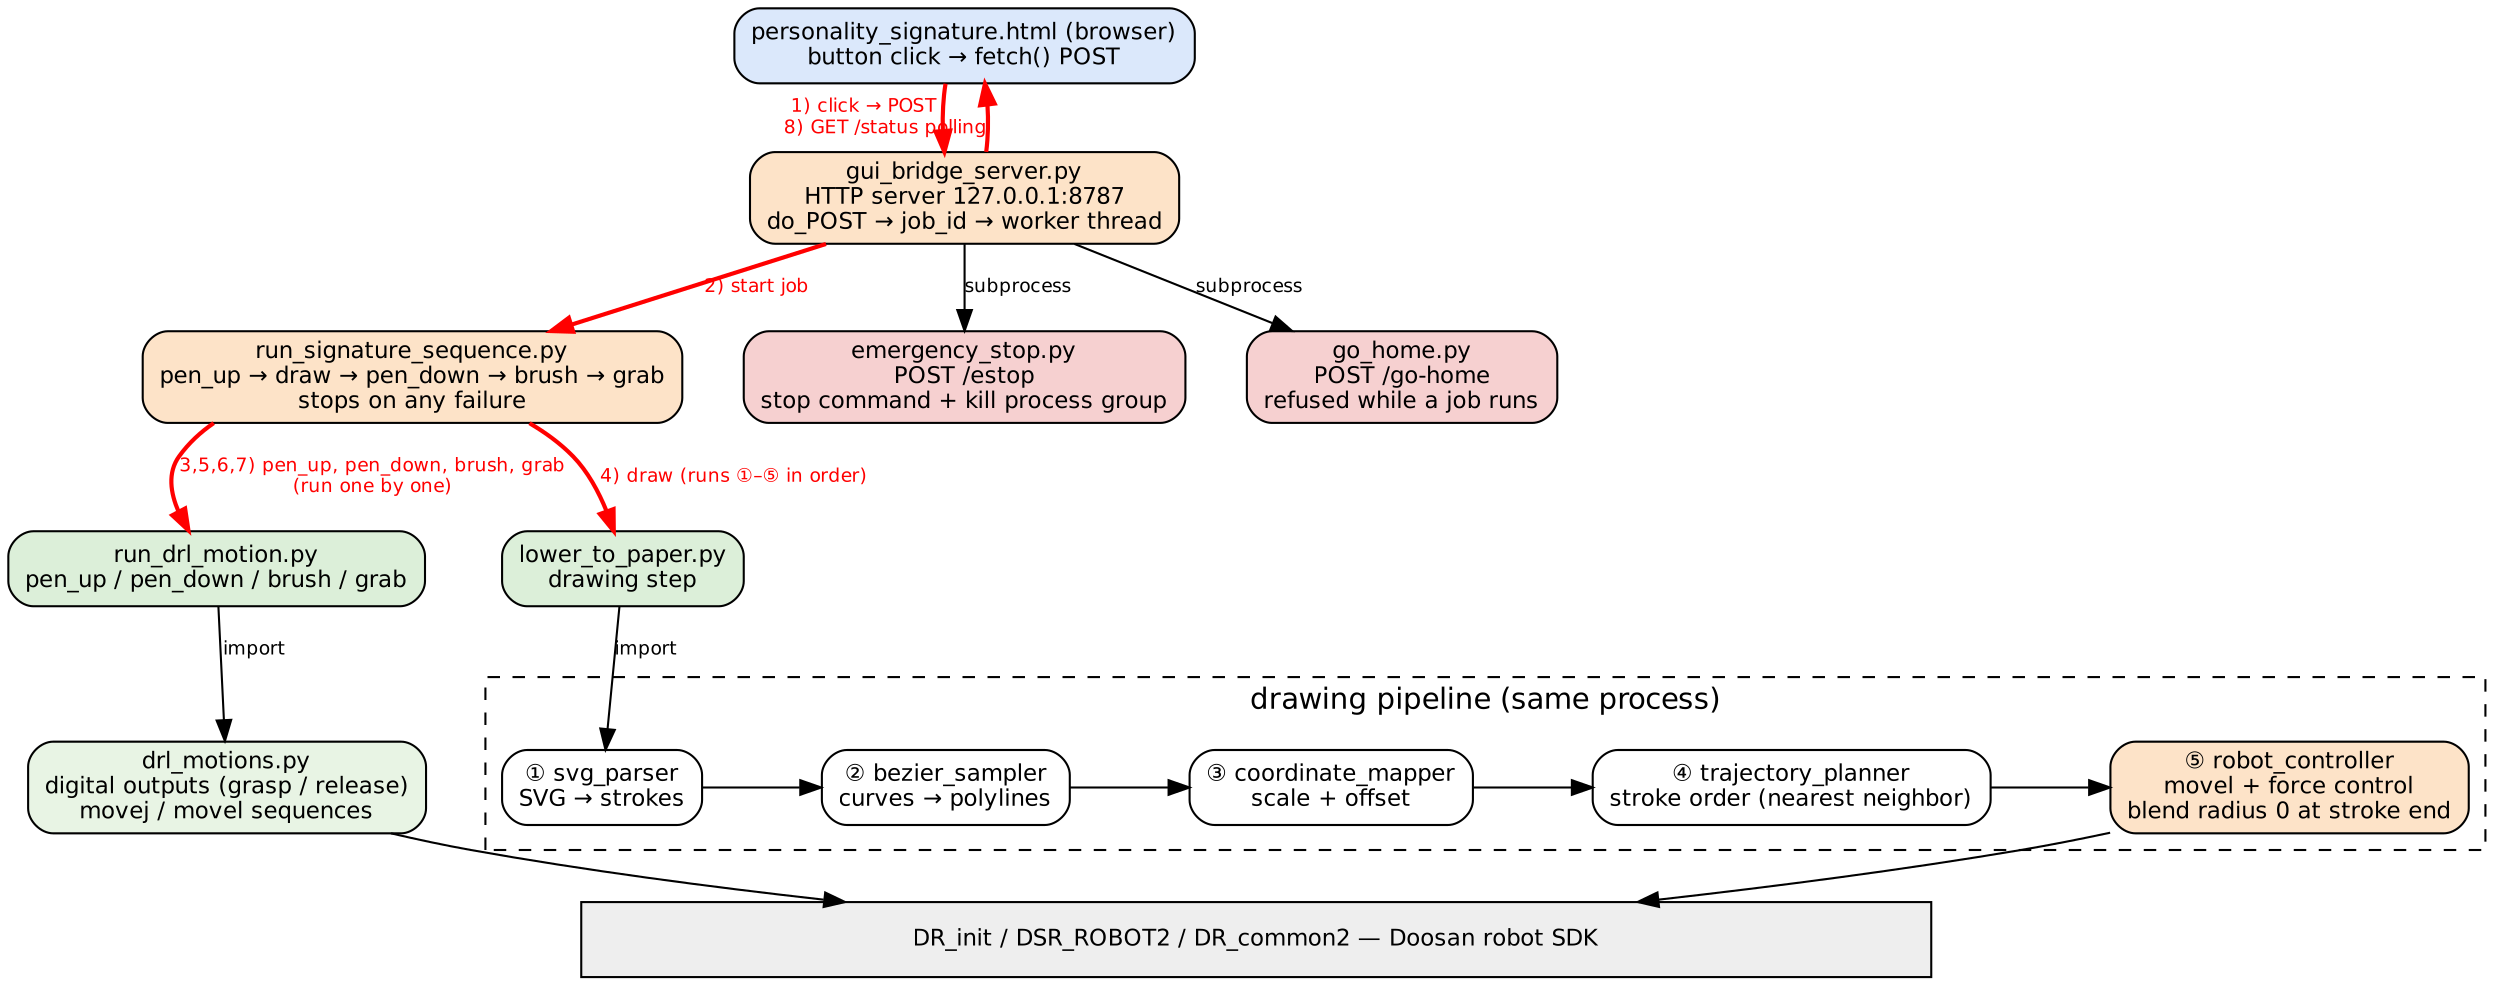 personality_signature.html (browser)
button click → fetch() POST
1) click → POST
8) GET /status polling
gui_bridge_server.py
HTTP server 127.0.0.1:8787
do_POST → job_id → worker thread
2) start job
subprocess
subprocess
run_signature_sequence.py
pen_up → draw → pen_down → brush → grab
stops on any failure
emergency_stop.py
POST /estop
stop command + kill process group
go_home.py
POST /go-home
refused while a job runs
3,5,6,7) pen_up, pen_down, brush, grab
(run one by one)
4) draw (runs ①–⑤ in order)
run_drl_motion.py
pen_up / pen_down / brush / grab
lower_to_paper.py
drawing step
import
import
drawing pipeline (same process)
drl_motions.py
digital outputs (grasp / release)
movej / movel sequences
① svg_parser
SVG → strokes
② bezier_sampler
curves → polylines
③ coordinate_mapper
scale + offset
④ trajectory_planner
stroke order (nearest neighbor)
⑤ robot_controller
movel + force control
blend radius 0 at stroke end
DR_init / DSR_ROBOT2 / DR_common2 — Doosan robot SDK